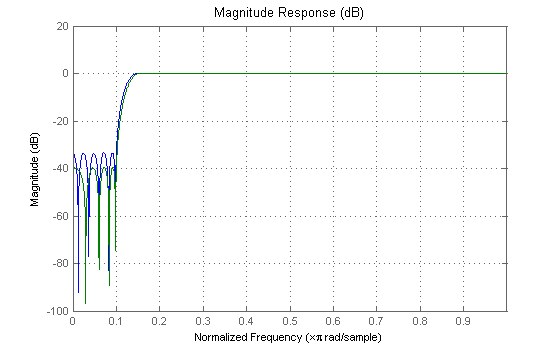 Magnitude Response (dB)
20
0
-20
-40
-60
-80
-100
Magnitude (dB)
0 0.1 0.2 0.3 0.4 0.5 0.6 0.7 0.8 0.9
Normalized Frequency (×π rad/sample)